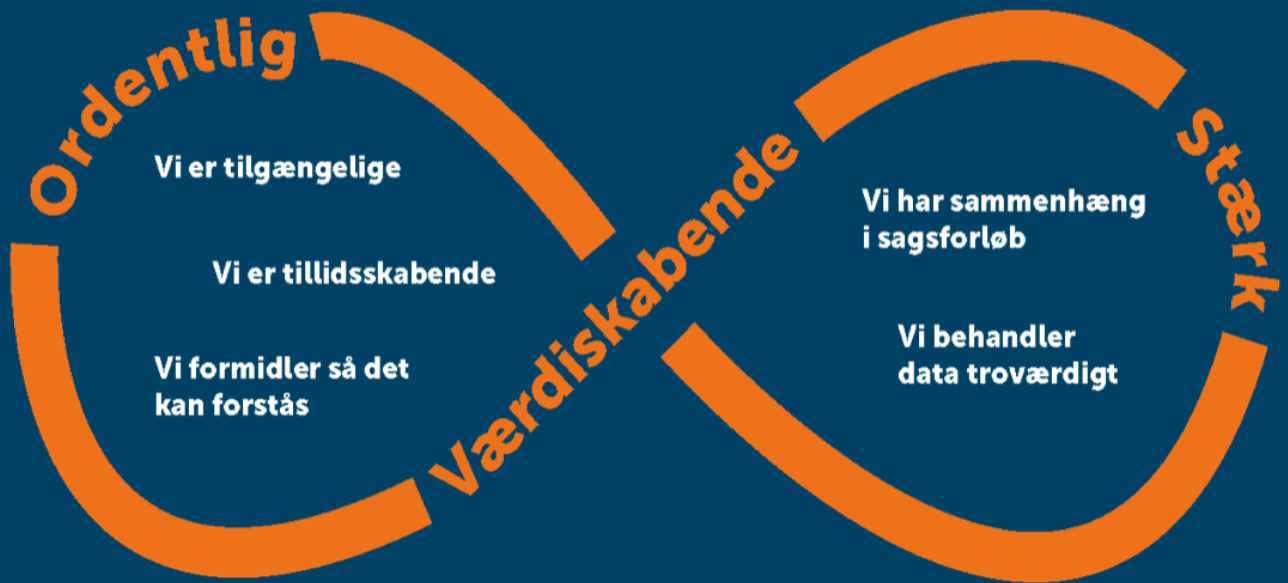 Ordentlig
Vi er tilgængelige
Vi er tillidsskabende
Vi formidler så det
kan forstås
Værdiskabende
Stærk
Vi har sammenhæng
i sagsforløb
Vi behandler
data troværdigt